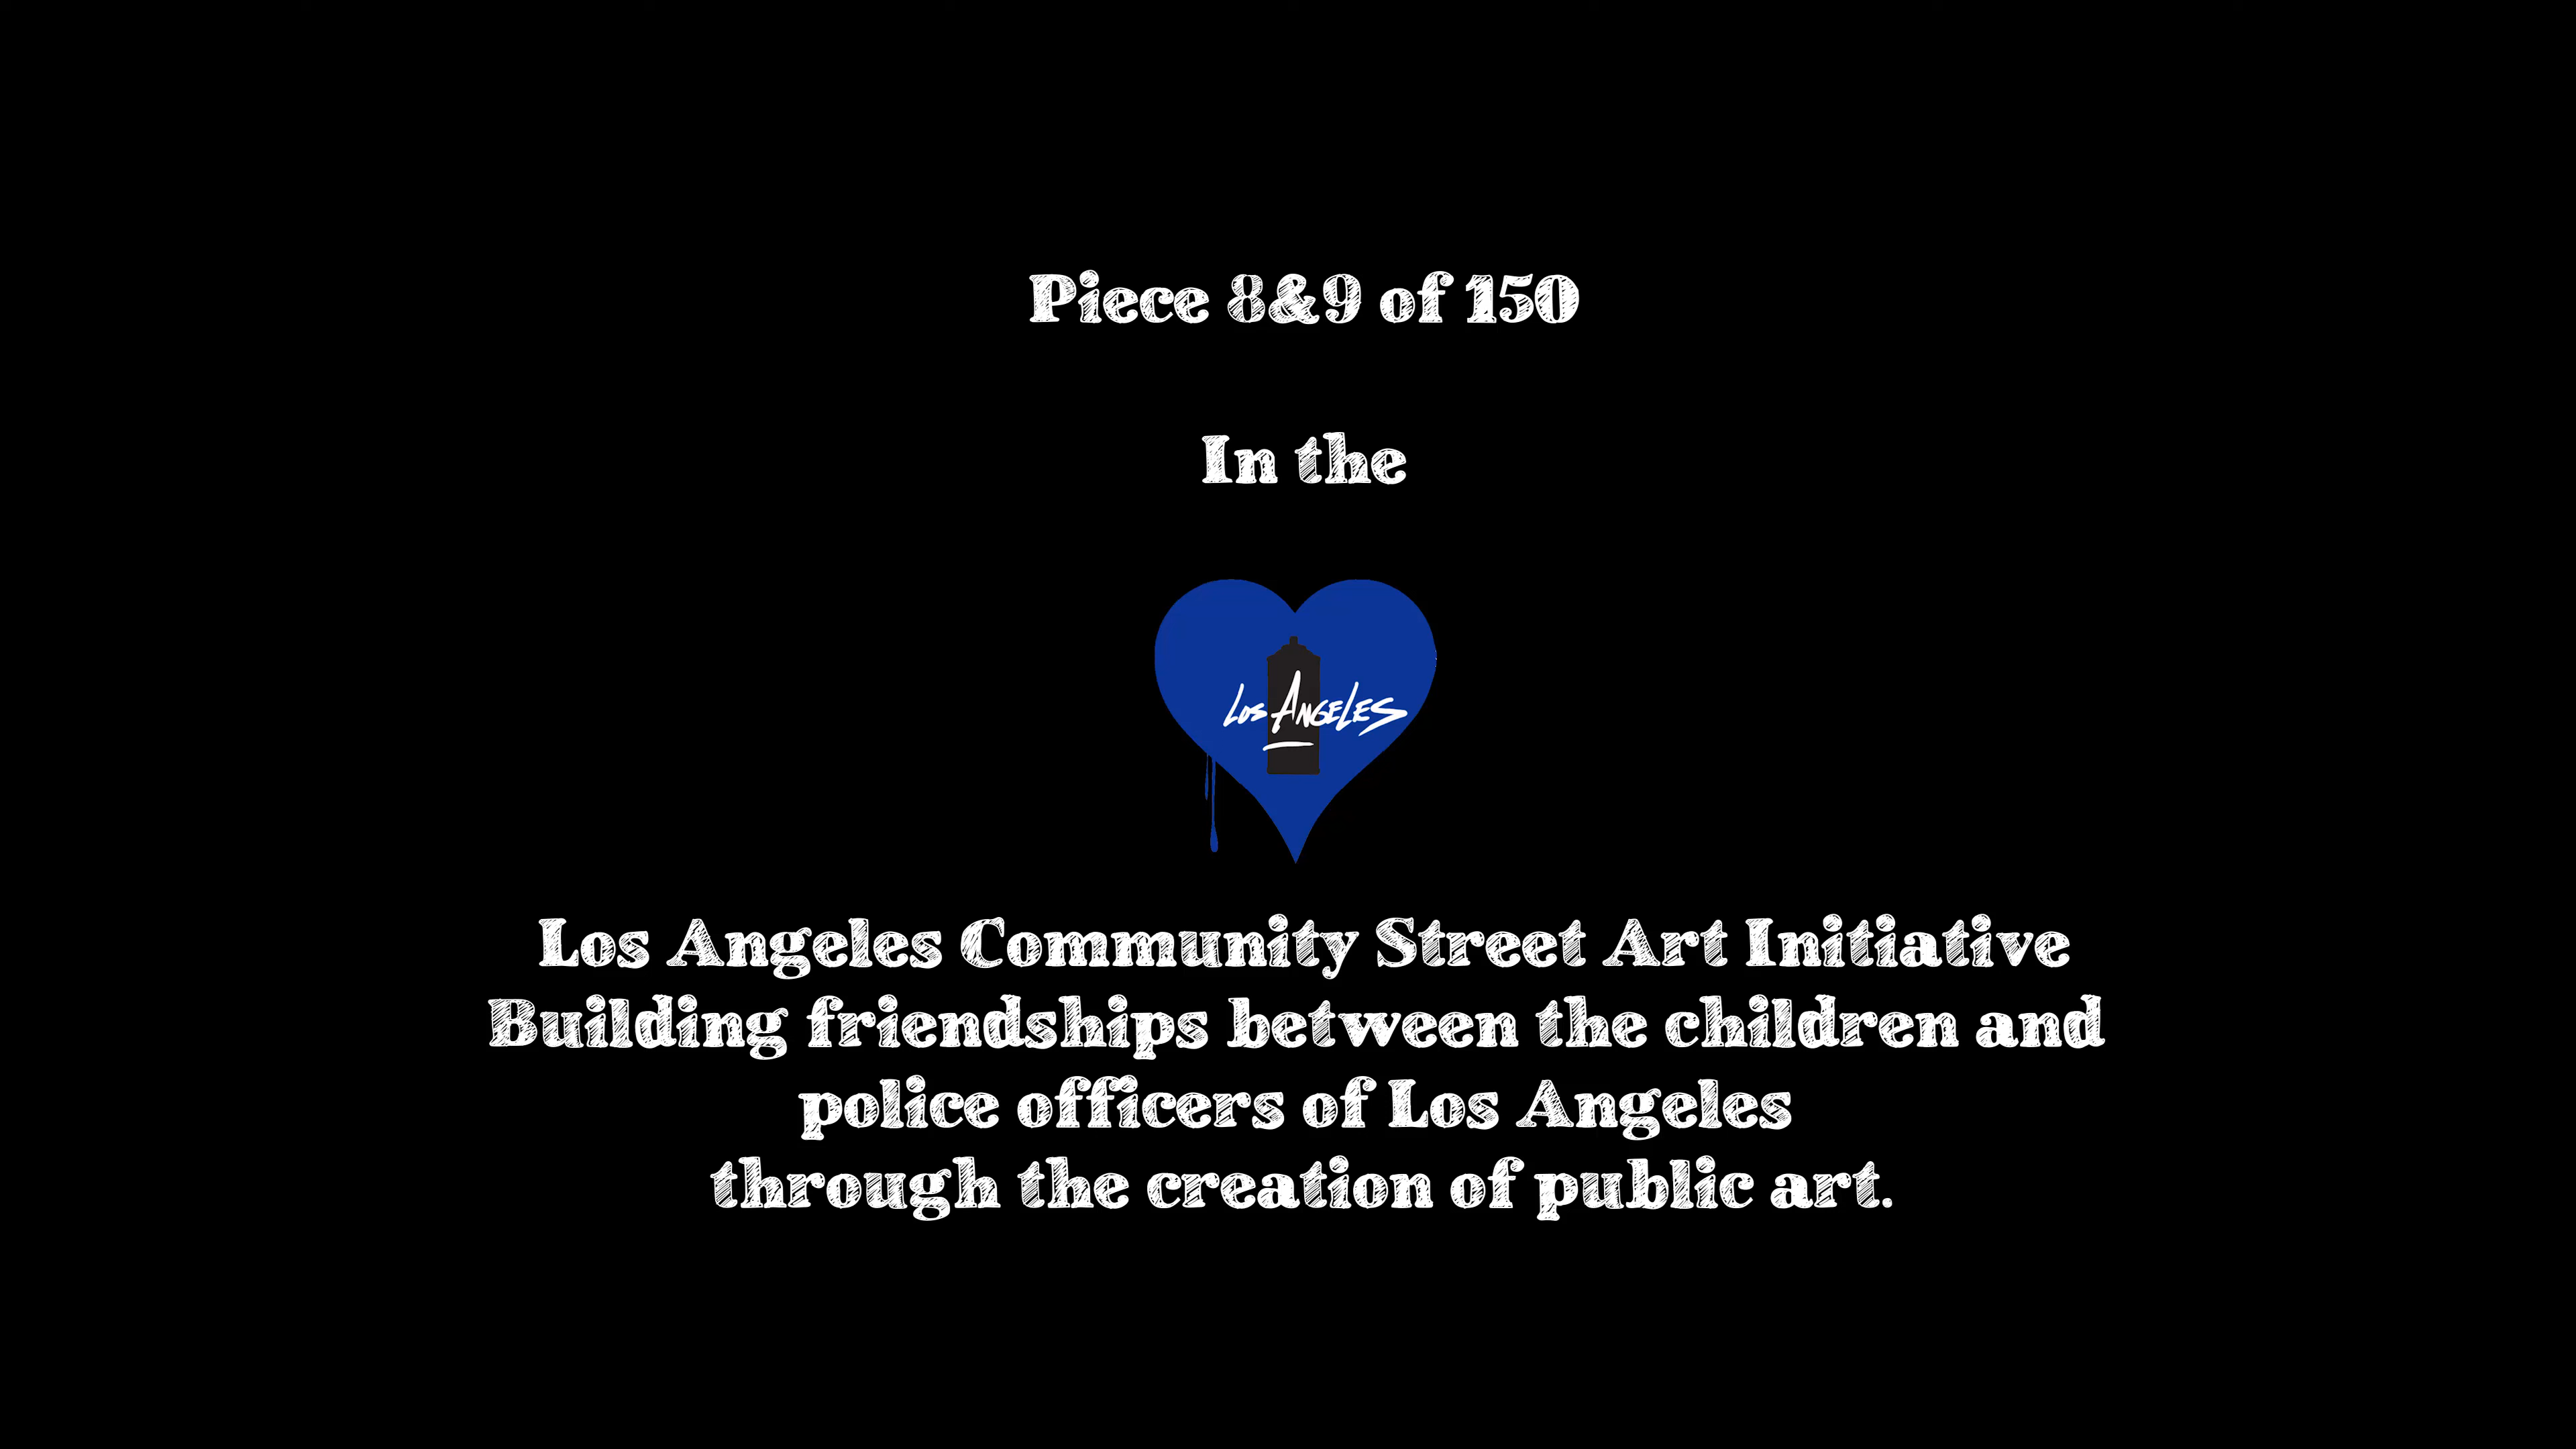 Piece 8&9 of 150
In the
Los Angeles
Los Angeles Community Street Art Initiative
Building friendships between the children and
police officers of Los Angeles
through the creation of public art.